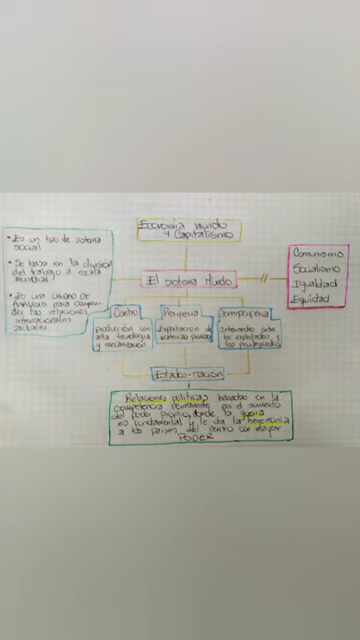 Economía mundo
y Capitalismo
• Es un tipo de sistema
social
• Se basa en la división
del trabajo a escala
mundial
• Es una unidad de
Análisis para
las relaciones
internacionales
El sistema Mundo
Comunismo
Socialismo
Igualdad
Equidad
Centro
Producción con
alta tecnología
y mecanización
Periferia
Exportación de
materias primas
Semiperiferia
Intermedio entre
los explotados y
los privilegiados
Estado-nación
Relaciones políticas basadas en la
competencia permanente por el aumento
del poder propio, donde la guerra
es fundamental y le da la hegemonía
a los países del centro con mayor
PODER